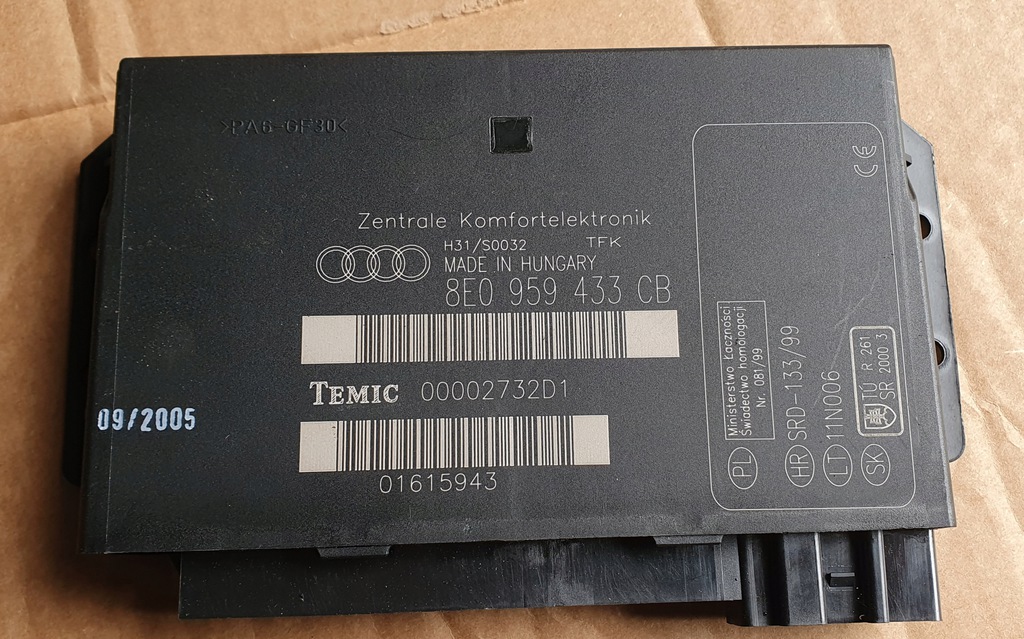 >PA6-GF30<
CE
Zentrale Komfortelektronik
H31/S0032 TFK
MADE IN HUNGARY
8E0 959 433 CB
TEMIC 00002732D1
09/2005
01615943
Ministerstwo Łączności
Świadectwo homologacji
Nr. 081/99
PL
HR SRD-133/99
LT 11N006
SK TU R 261
SR 2000 3